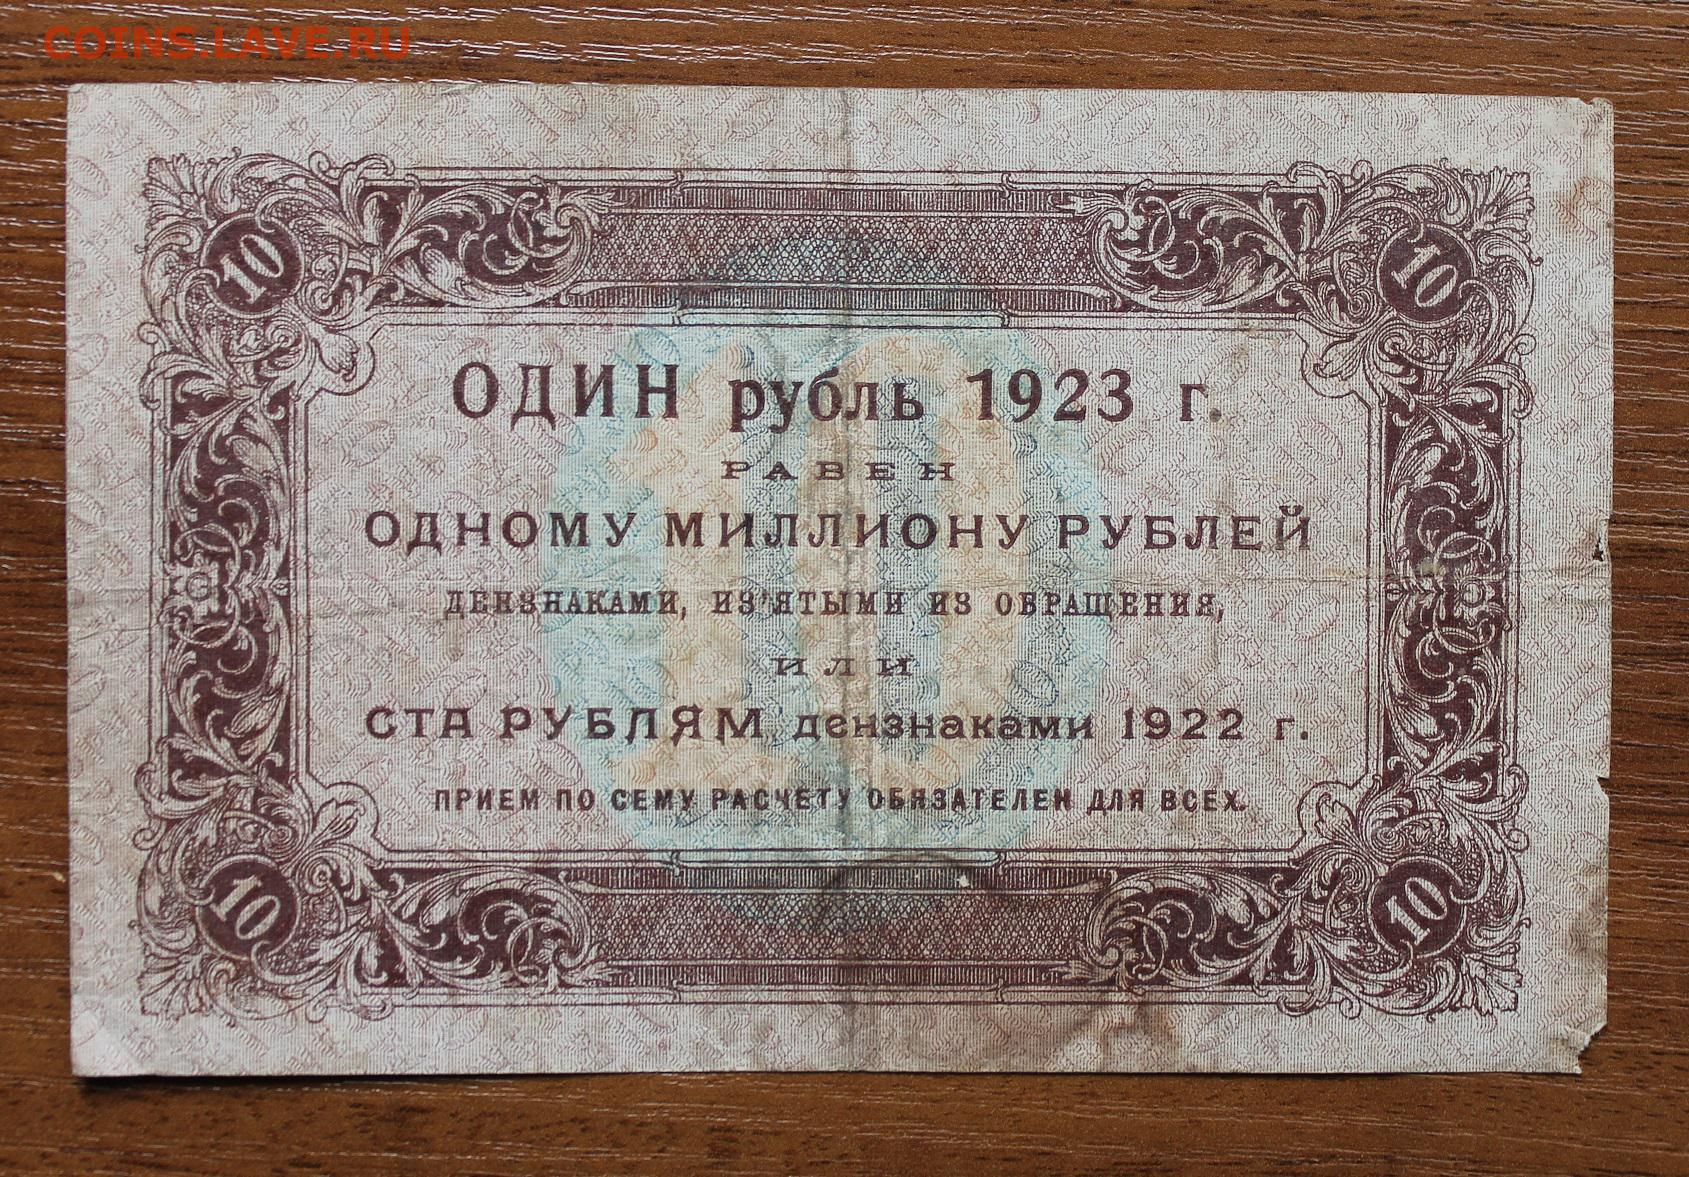 COINS.LAVE.RU
10 10
ОДИН рубль 1923 г.
РАВЕН
ОДНОМУ МИЛЛИОНУ РУБЛЕЙ
ДЕНЗНАКАМИ, ИЗ'ЯТЫМИ ИЗ ОБРАЩЕНИЯ,
ИЛИ
СТА РУБЛЯМ дензнаками 1922 г.
ПРИЕМ ПО СЕМУ РАСЧЕТУ ОБЯЗАТЕЛЕН ДЛЯ ВСЕХ.
10
10 10